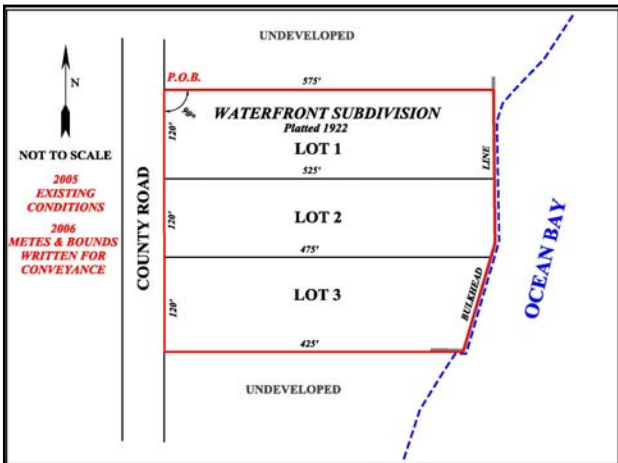 UNDEVELOPED
P.O.B.
575'
N
90°
120'
WATERFRONT SUBDIVISION
Platted 1922
LOT 1
LINE
NOT TO SCALE
525'
2005
EXISTING
CONDITIONS
2006
METES & BOUNDS
WRITTEN FOR
CONVEYANCE
COUNTY ROAD
120'
LOT 2
475'
OCEAN BAY
120'
LOT 3
BULKHEAD
425'
UNDEVELOPED